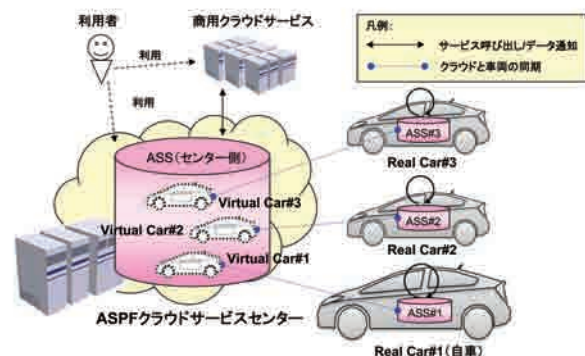 利用者
商用クラウドサービス
利用
利用
凡例:
サービス呼び出し/データ通知
クラウドと車両の同期
ASS(センター側)
Virtual Car#3
Virtual Car#2
Virtual Car#1
ASPFクラウドサービスセンター
ASS#3
Real Car#3
ASS#2
Real Car#2
ASS#1
Real Car#1(自車)